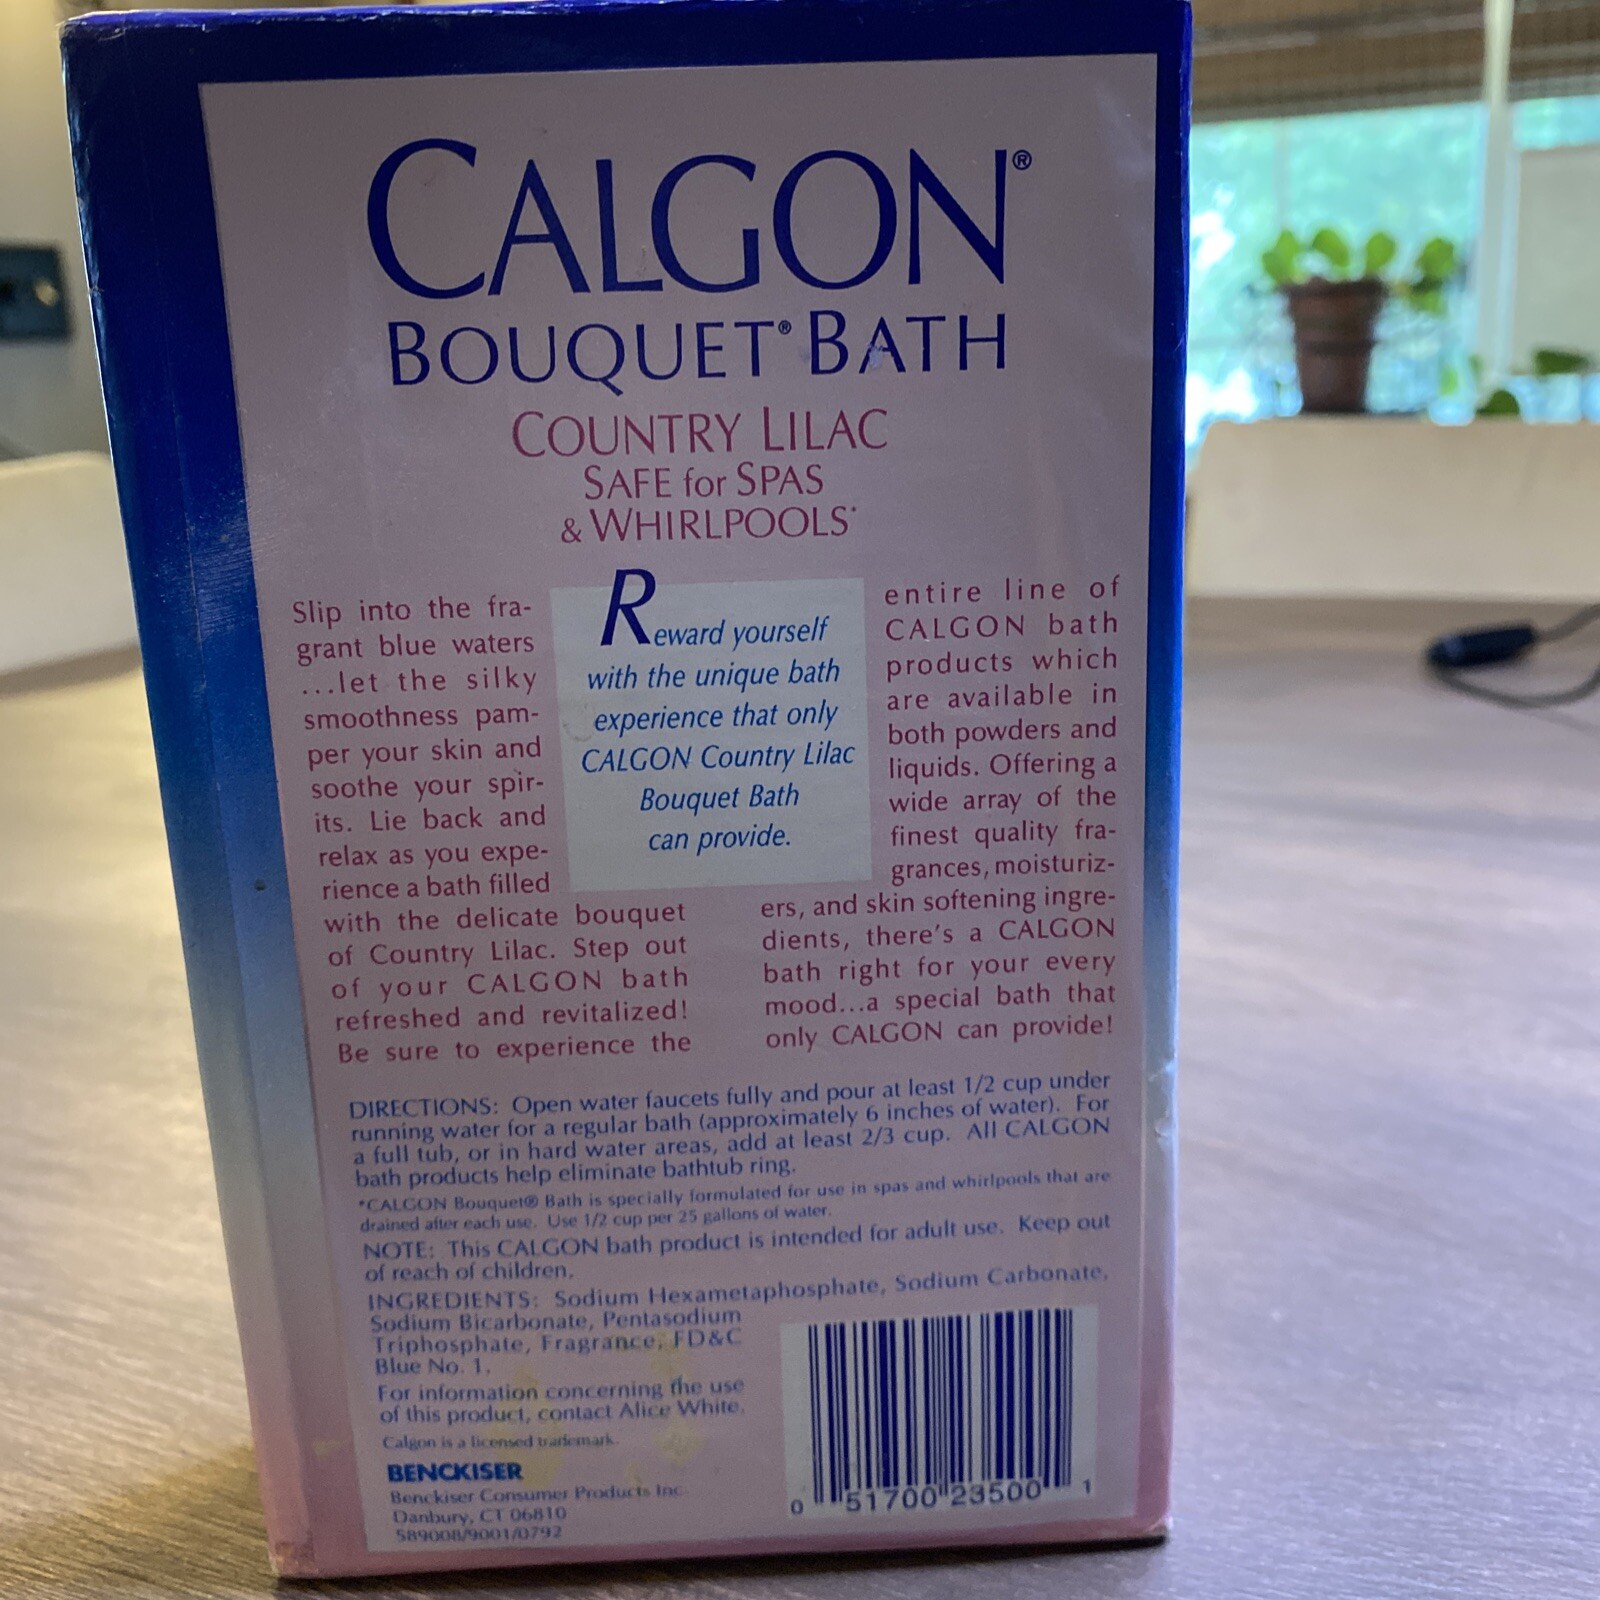 CALGON®
BOUQUET® BATH
COUNTRY LILAC
SAFE for SPAS
& WHIRLPOOLS*
Slip into the fra-
grant blue waters
...let the silky
smoothness pam-
per your skin and
soothe your spir-
its. Lie back and
relax as you expe-
rience a bath filled
with the delicate bouquet
of Country Lilac. Step out
of your CALGON bath
refreshed and revitalized!
Be sure to experience the
Reward yourself
with the unique bath
experience that only
CALGON Country Lilac
Bouquet Bath
can provide.
entire line of
CALGON bath
products which
are available in
both powders and
liquids. Offering a
wide array of the
finest quality fra-
grances, moisturiz-
ers, and skin softening ingre-
dients, there's a CALGON
bath right for your every
mood...a special bath that
only CALGON can provide!
DIRECTIONS: Open water faucets fully and pour at least 1/2 cup under
running water for a regular bath (approximately 6 inches of water). For
a full tub, or in hard water areas, add at least 2/3 cup. All CALGON
bath products help eliminate bathtub ring.
*CALGON Bouquet® Bath is specially formulated for use in spas and whirlpools that are
drained after each use. Use 1/2 cup per 25 gallons of water.
NOTE: This CALGON bath product is intended for adult use. Keep out
of reach of children.
INGREDIENTS: Sodium Hexametaphosphate, Sodium Carbonate,
Sodium Bicarbonate, Pentasodium
Triphosphate, Fragrance, FD&C
Blue No. 1.
For information concerning the use
of this product, contact Alice White.
Calgon is a licensed trademark.
BENCKISER
Benckiser Consumer Products Inc.
Danbury, CT 06810
589008/9001/0792
0 51700 23500 1